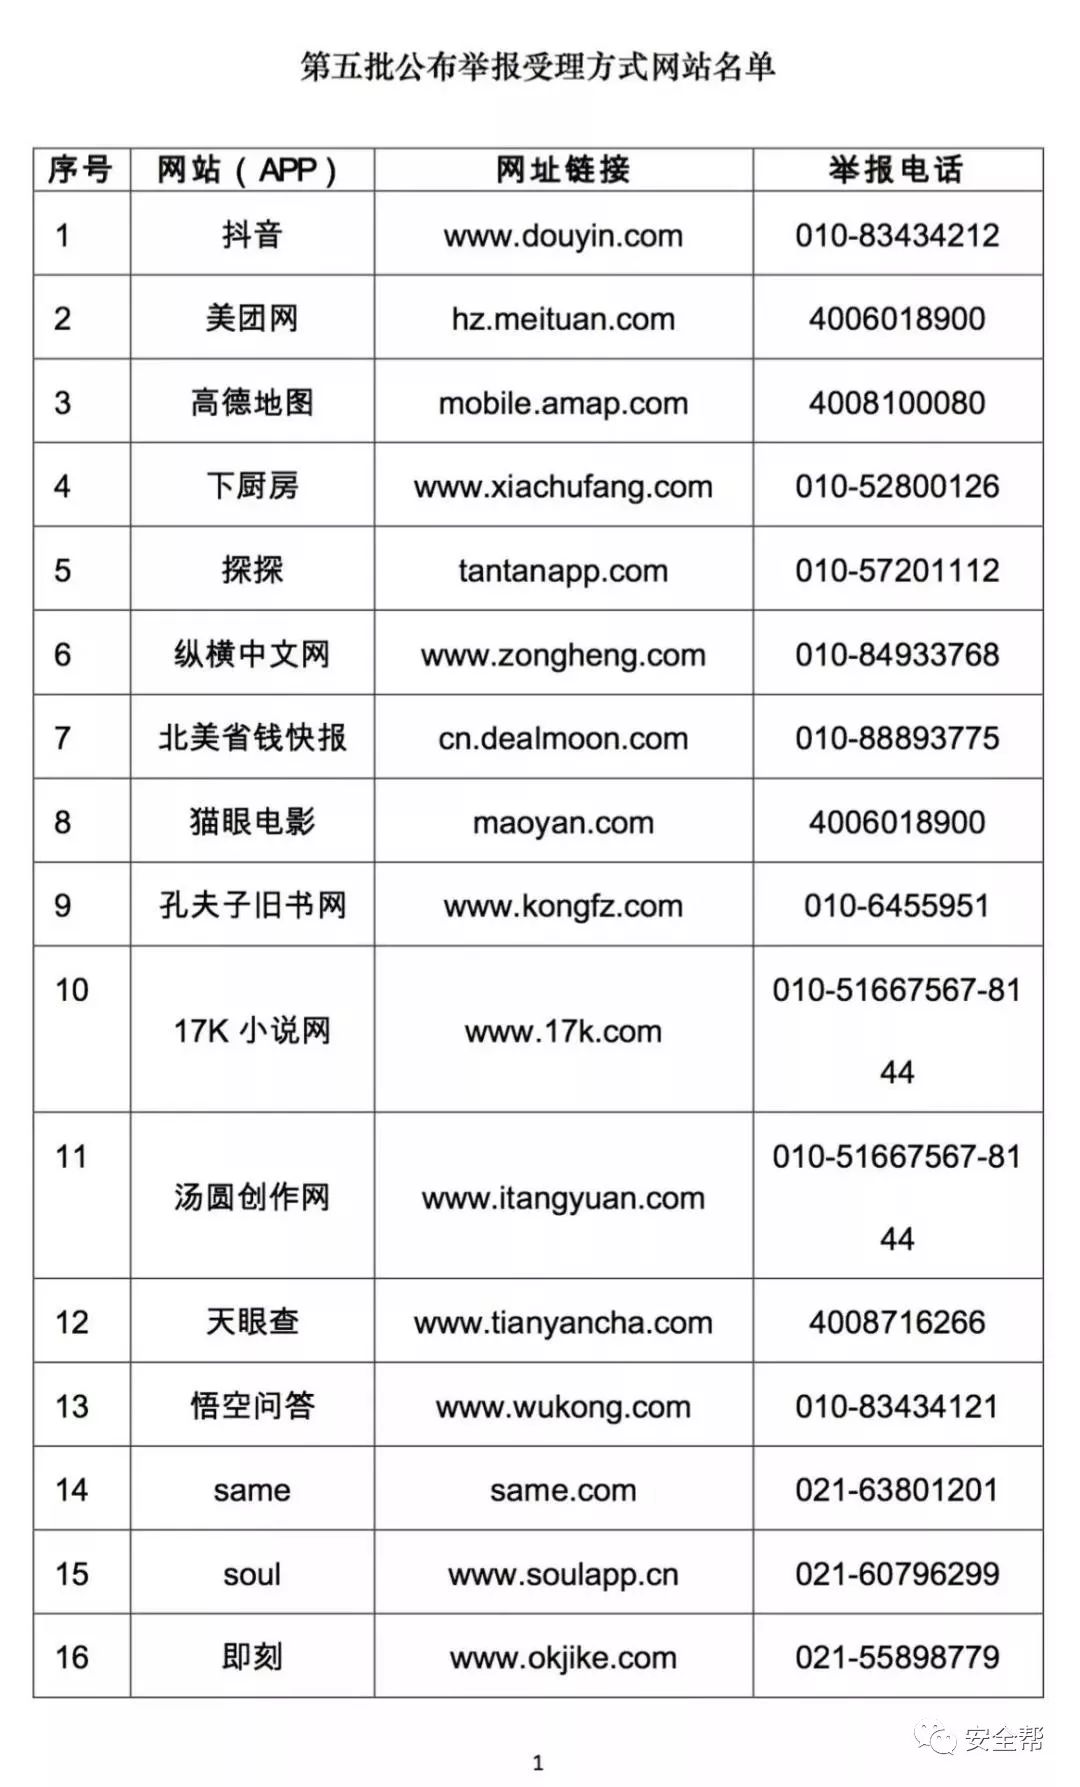 第五批公布举报受理方式网站名单
序号 网站（APP） 网址链接 举报电话
1 抖音 www.douyin.com 010-83434212
2 美团网 hz.meituan.com 4006018900
3 高德地图 mobile.amap.com 4008100080
4 下厨房 www.xiachufang.com 010-52800126
5 探探 tantanapp.com 010-57201112
6 纵横中文网 www.zongheng.com 010-84933768
7 北美省钱快报 cn.dealmoon.com 010-88893775
8 猫眼电影 maoyan.com 4006018900
9 孔夫子旧书网 www.kongfz.com 010-6455951
10 17K 小说网 www.17k.com 010-51667567-81
44
11 汤圆创作网 www.itangyuan.com 010-51667567-81
44
12 天眼查 www.tianyancha.com 4008716266
13 悟空问答 www.wukong.com 010-83434121
14 same same.com 021-63801201
15 soul www.soulapp.cn 021-60796299
16 即刻 www.okjike.com 021-55898779
安全帮
1